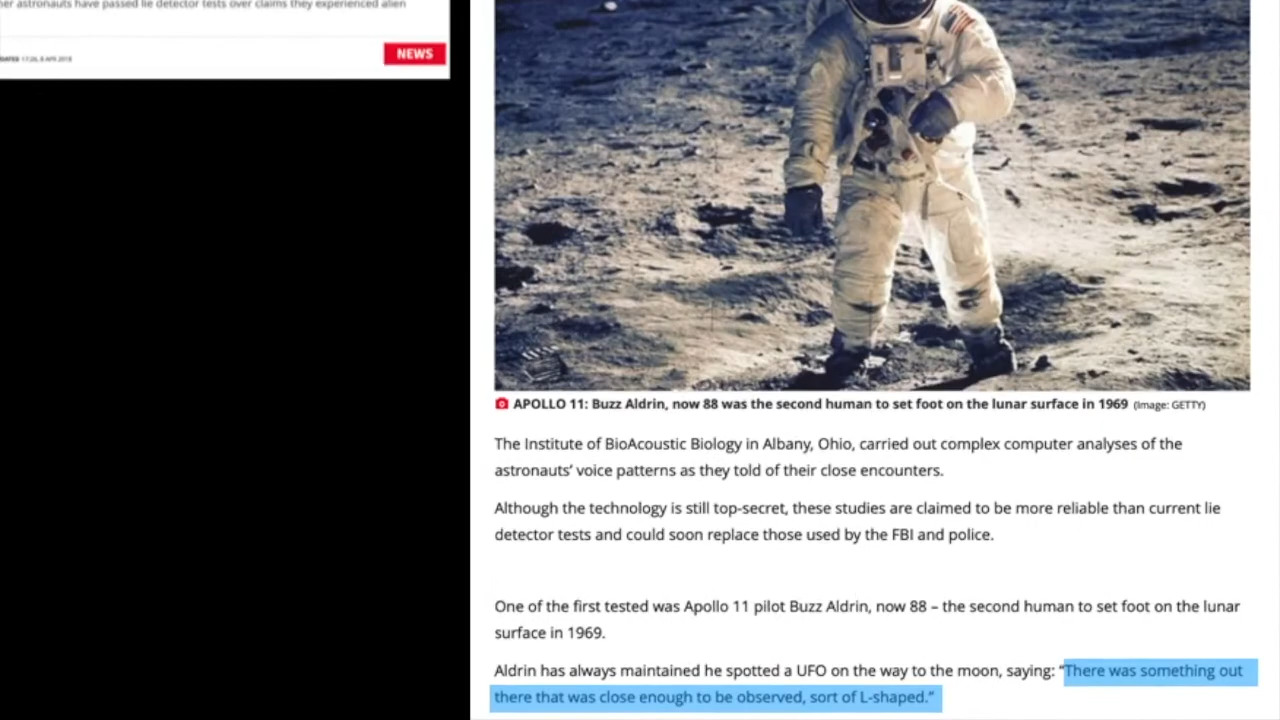 astronauts have passed lie detector tests over claims they experienced alien
NEWS
17:26, 8 APR 2018
APOLLO 11: Buzz Aldrin, now 88 was the second human to set foot on the lunar surface in 1969 (Image: GETTY)
The Institute of BioAcoustic Biology in Albany, Ohio, carried out complex computer analyses of the
astronauts’ voice patterns as they told of their close encounters.
Although the technology is still top-secret, these studies are claimed to be more reliable than current lie
detector tests and could soon replace those used by the FBI and police.
One of the first tested was Apollo 11 pilot Buzz Aldrin, now 88 – the second human to set foot on the lunar
surface in 1969.
Aldrin has always maintained he spotted a UFO on the way to the moon, saying: “There was something out
there that was close enough to be observed, sort of L-shaped.”